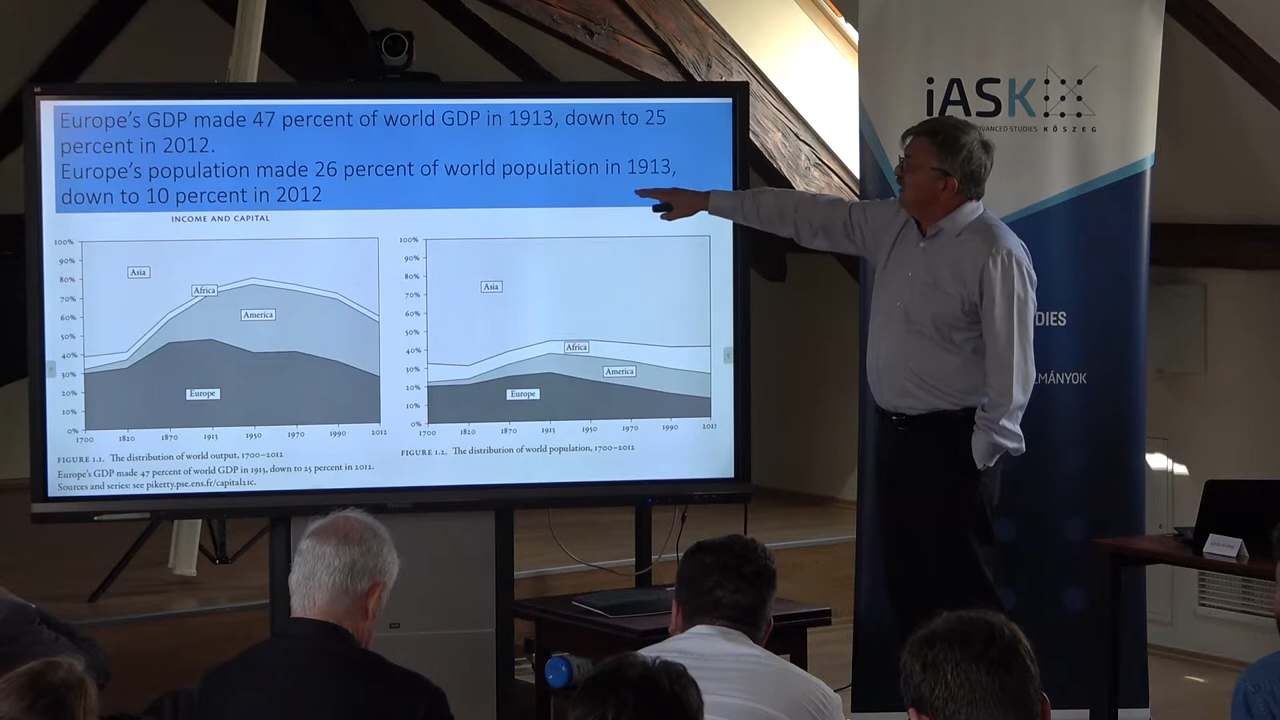 Europe's GDP made 47 percent of world GDP in 1913, down to 25
percent in 2012.
Europe's population made 26 percent of world population in 1913,
down to 10 percent in 2012
INCOME AND CAPITAL
100%
90%
80%
70%
60%
50%
40%
30%
20%
10%
0%
Asia
Africa
America
Europe
1700 1820 1870 1913 1950 1970 1990 2012
FIGURE 1.1. The distribution of world output, 1700–2012
Europe's GDP made 47 percent of world GDP in 1913, down to 25 percent in 2012.
Sources and series: see piketty.pse.ens.fr/capital21c.
100%
90%
80%
70%
60%
50%
40%
30%
20%
10%
0%
Asia
Africa
America
Europe
1700 1820 1870 1913 1950 1970 1990 2012
FIGURE 1.2. The distribution of world population, 1700–2012
iASK
DVANCED STUDIES KŐSZEG
DIES
LMÁNYOK